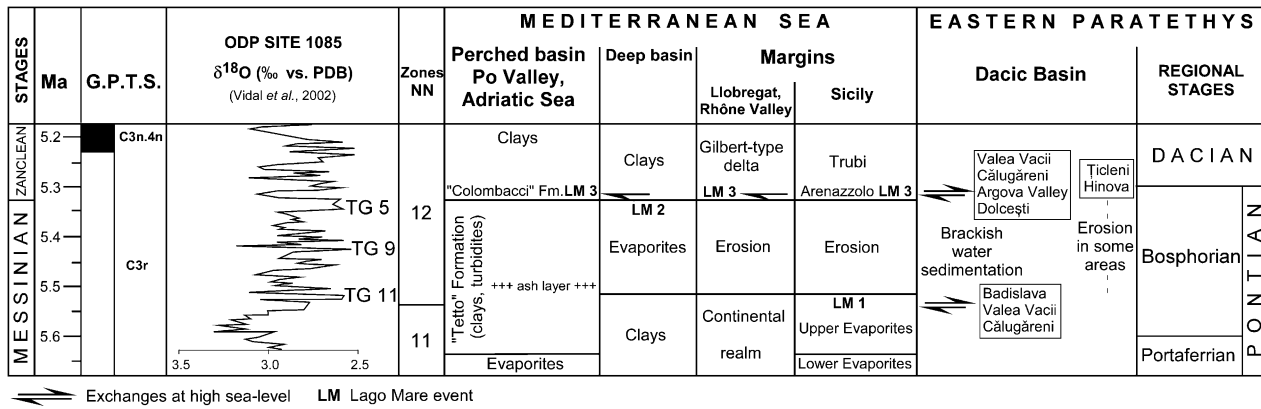 MEDITERRANEAN SEA
EASTERN PARATETHYS
STAGES
Ma
G.P.T.S.
ODP SITE 1085
δ18O (‰ vs. PDB)
(Vidal et al., 2002)
Zones
NN
Perched basin
Po Valley,
Adriatic Sea
Deep basin
Margins
Llobregat,
Rhône Valley
Sicily
Dacic Basin
REGIONAL
STAGES
ZANCLEAN
MESSINIAN
5.2
5.3
5.4
5.5
5.6
C3n.4n
C3r
TG 5
TG 9
TG 11
3.5
3.0
2.5
12
11
Clays
"Colombacci" Fm. LM 3
"Tetto" Formation
(clays, turbidites)
+++ ash layer +++
Evaporites
Clays
LM 2
Evaporites
Clays
Gilbert-type
delta
LM 3
Erosion
Continental
realm
Trubi
Arenazzolo LM 3
Erosion
LM 1
Upper Evaporites
Lower Evaporites
Valea Vacii
Călugăreni
Argova Valley
Dolcești
Țicleni
Hinova
Brackish
water
sedimentation
Erosion
in some
areas
Badislava
Valea Vacii
Călugăreni
DACIAN
Bosphorian
Portaferrian
PONTIAN
Exchanges at high sea-level
LM Lago Mare event